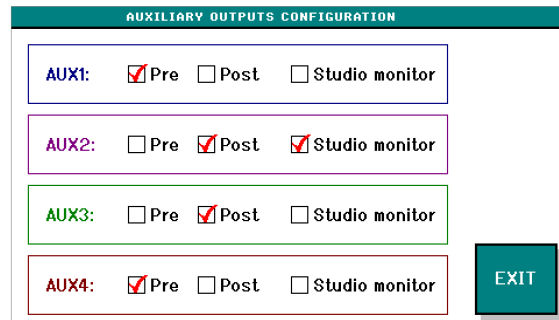 AUXILIARY OUTPUTS CONFIGURATION
AUX1: Pre Post Studio monitor
AUX2: Pre Post Studio monitor
AUX3: Pre Post Studio monitor
AUX4: Pre Post Studio monitor
EXIT